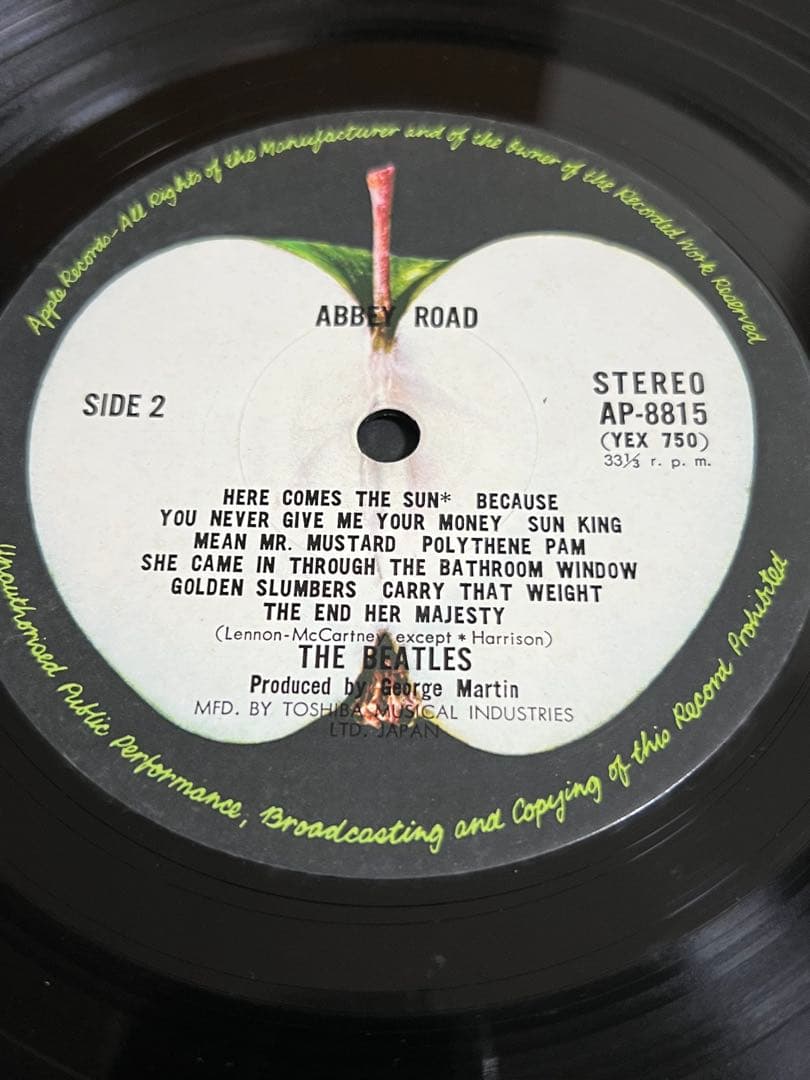 Apple Records-All Rights of the Manufacturer and of the Owner of the Recorded Work Reserved
ABBEY ROAD
SIDE 2
STEREO
AP-8815
(YEX 750)
33⅓ r. p. m.
HERE COMES THE SUN* BECAUSE
YOU NEVER GIVE ME YOUR MONEY SUN KING
MEAN MR. MUSTARD POLYTHENE PAM
SHE CAME IN THROUGH THE BATHROOM WINDOW
GOLDEN SLUMBERS CARRY THAT WEIGHT
THE END HER MAJESTY
(Lennon-McCartney except * Harrison)
THE BEATLES
Produced by George Martin
MFD. BY TOSHIBA MUSICAL INDUSTRIES
LTD. JAPAN
Unauthorised Public Performance, Broadcasting and Copying of this Record Prohibited